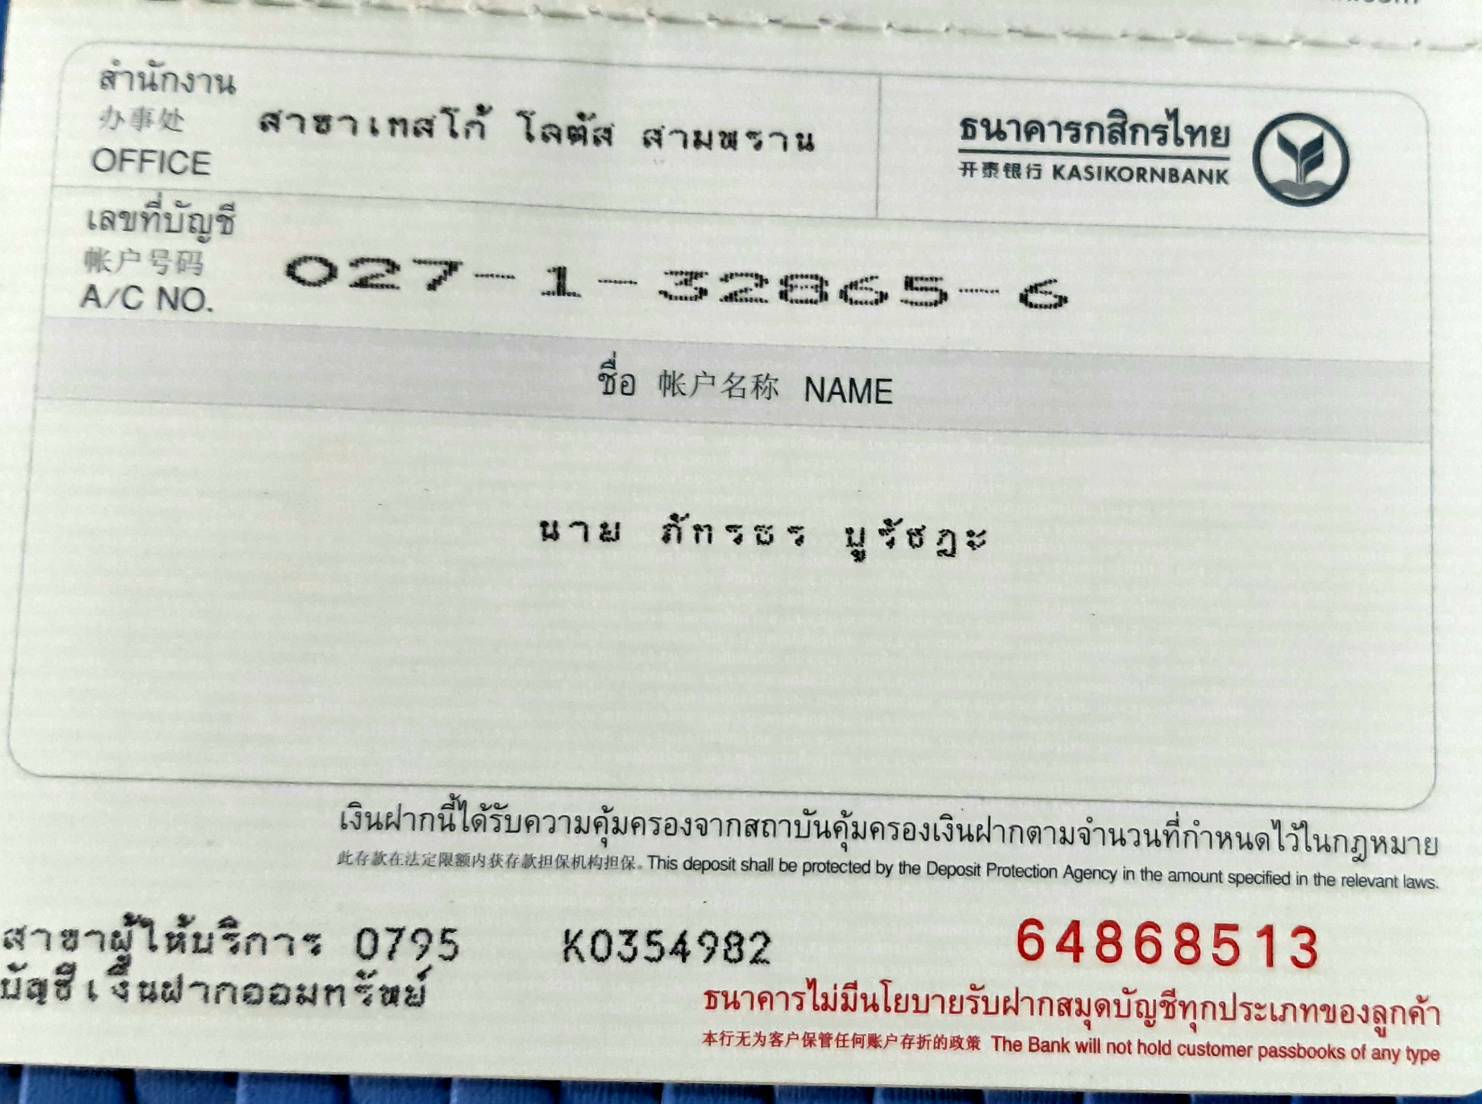 สำนักงาน
办事处
OFFICE
สาขาเทสโก้ โลตัส สามพราน
ธนาคารกสิกรไทย
开泰银行 KASIKORNBANK
เลขที่บัญชี
帐户号码
A/C NO.
027-1-32865-6
ชื่อ 帐户名称 NAME
นาย ภัทรธร บูรัชฎะ
เงินฝากนี้ได้รับความคุ้มครองจากสถาบันคุ้มครองเงินฝากตามจำนวนที่กำหนดไว้ในกฎหมาย
此存款在法定限额内获存款担保机构担保。This deposit shall be protected by the Deposit Protection Agency in the amount specified in the relevant laws.
สาขาผู้ให้บริการ 0795 K0354982 64868513
บัญชีเงินฝากออมทรัพย์
ธนาคารไม่มีนโยบายรับฝากสมุดบัญชีทุกประเภทของลูกค้า
本行无为客户保管任何账户存折的政策 The Bank will not hold customer passbooks of any type